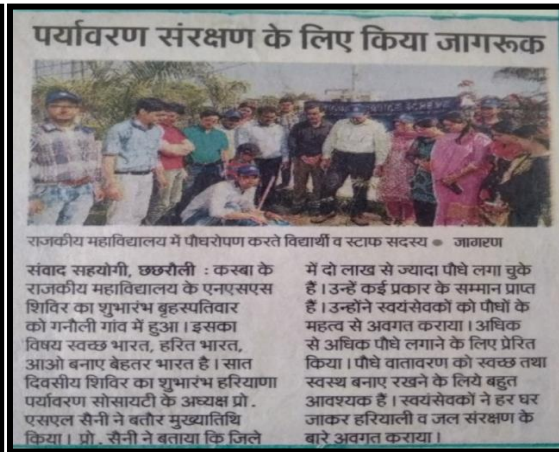 पर्यावरण संरक्षण के लिए किया जागरूक
राजकीय महाविद्यालय में पौधरोपण करते विद्यार्थी व स्टाफ सदस्य ● जागरण
संवाद सहयोगी, छछरौली : कस्बा के
राजकीय महाविद्यालय के एनएसएस
शिविर का शुभारंभ बृहस्पतिवार
को गनौली गांव में हुआ। इसका
विषय स्वच्छ भारत, हरित भारत,
आओ बनाए बेहतर भारत है। सात
दिवसीय शिविर का शुभारंभ हरियाणा
पर्यावरण सोसायटी के अध्यक्ष प्रो.
एसएल सैनी ने बतौर मुख्यातिथि
किया। प्रो. सैनी ने बताया कि जिले
में दो लाख से ज्यादा पौधे लगा चुके
हैं। उन्हें कई प्रकार के सम्मान प्राप्त
हैं। उन्होंने स्वयंसेवकों को पौधों के
महत्व से अवगत कराया। अधिक
से अधिक पौधे लगाने के लिए प्रेरित
किया। पौधे वातावरण को स्वच्छ तथा
स्वस्थ बनाए रखने के लिये बहुत
आवश्यक हैं। स्वयंसेवकों ने हर घर
जाकर हरियाली व जल संरक्षण के
बारे अवगत कराया।